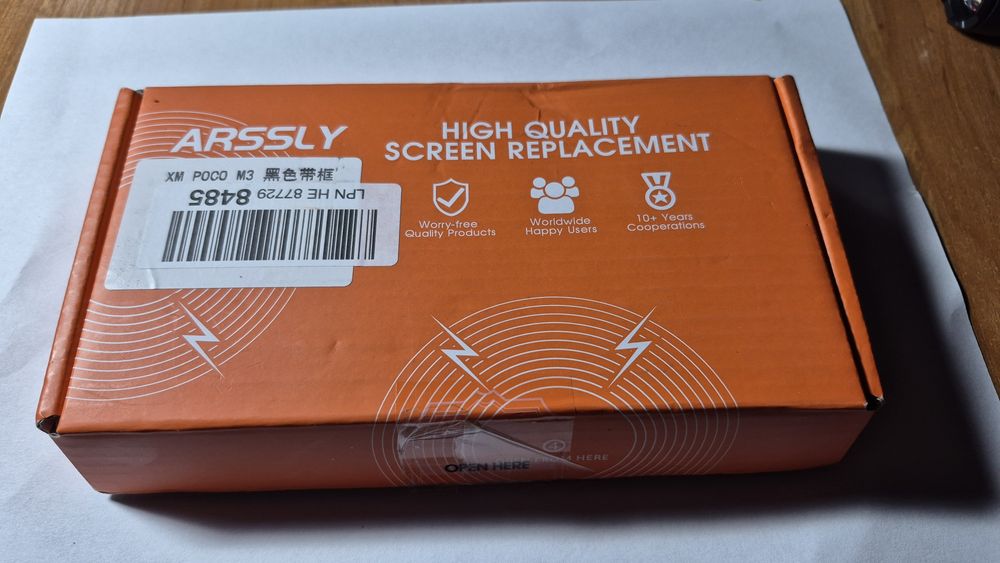 ARSSLY
HIGH QUALITY
SCREEN REPLACEMENT
XM POCO M3 黑色带框
LPN HE 87729 8485
Worry-free
Quality Products
Worldwide
Happy Users
10+ Years
Cooperations
OPEN HERE
HERE